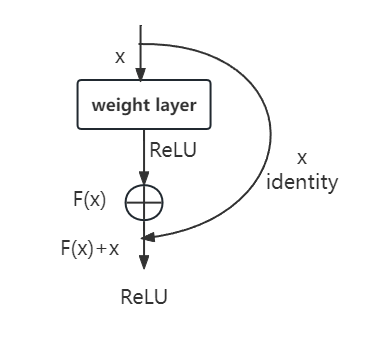 x
weight layer
ReLU
x
identity
F(x)
F(x)+x
ReLU